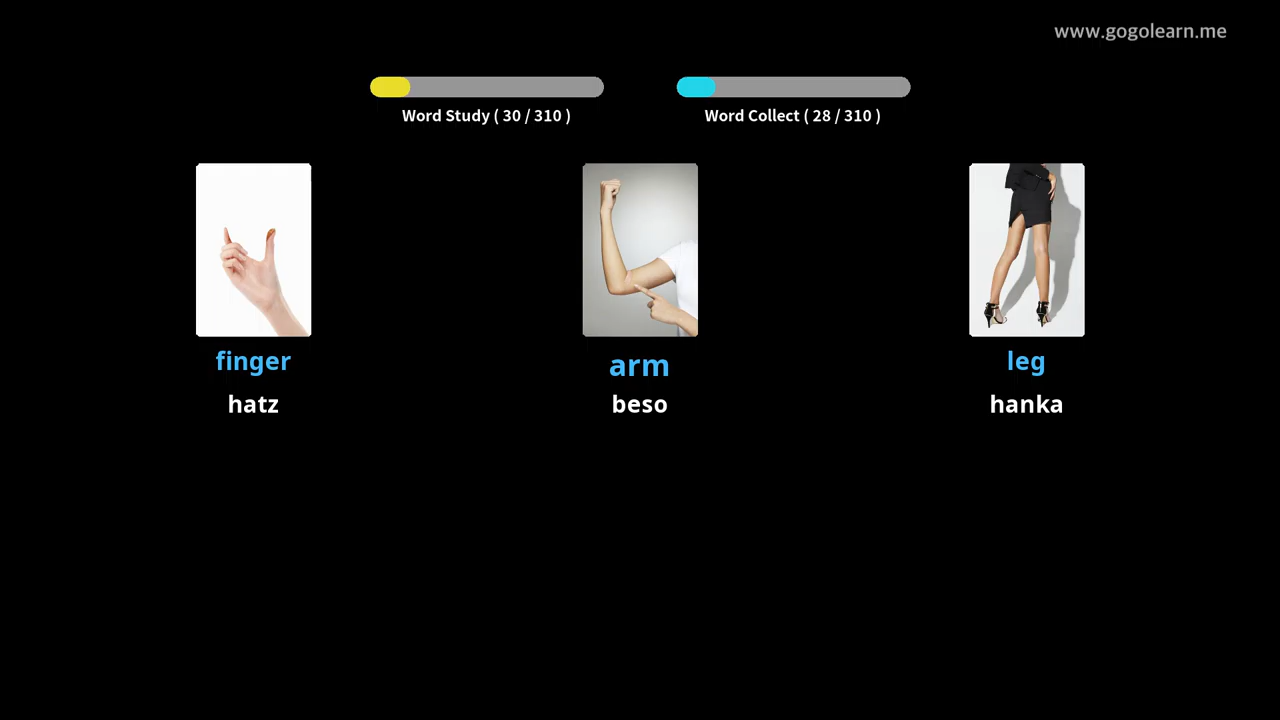 www.gogolearn.me
Word Study ( 30 / 310 )
Word Collect ( 28 / 310 )
finger
arm
leg
hatz
beso
hanka